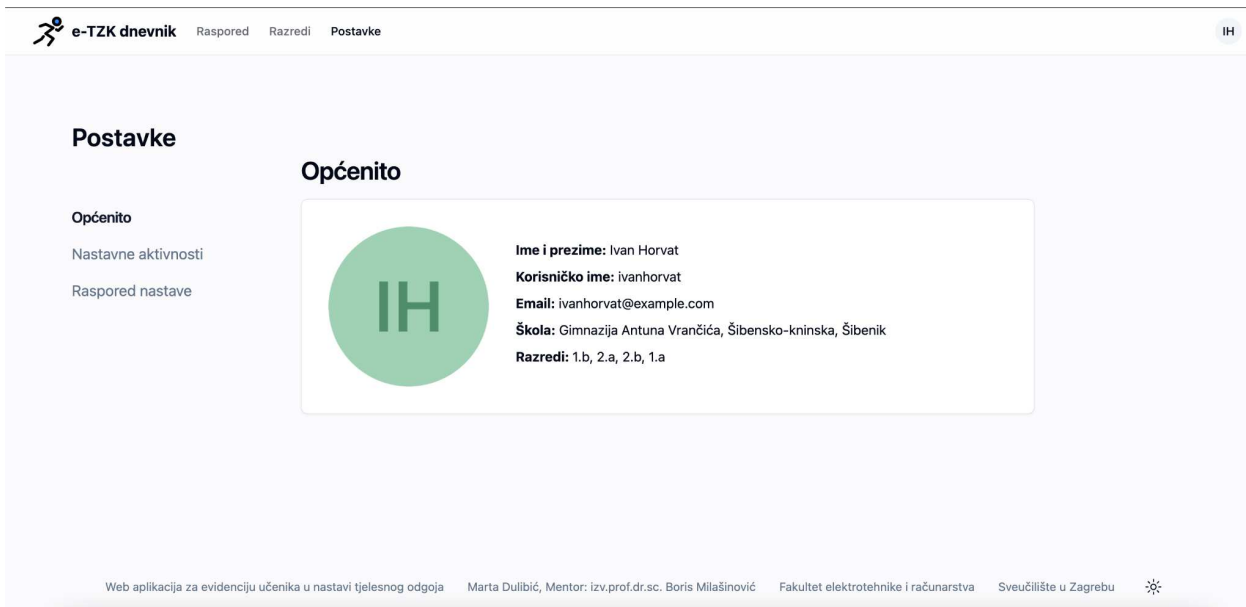 e-TZK dnevnik Raspored Razredi Postavke IH
Postavke
Općenito
Općenito
Nastavne aktivnosti
Raspored nastave
IH
Ime i prezime: Ivan Horvat
Korisničko ime: ivanhorvat
Email: ivanhorvat@example.com
Škola: Gimnazija Antuna Vrančića, Šibensko-kninska, Šibenik
Razredi: 1.b, 2.a, 2.b, 1.a
Web aplikacija za evidenciju učenika u nastavi tjelesnog odgoja Marta Dulibić, Mentor: izv.prof.dr.sc. Boris Milašinović Fakultet elektrotehnike i računarstva Sveučilište u Zagrebu